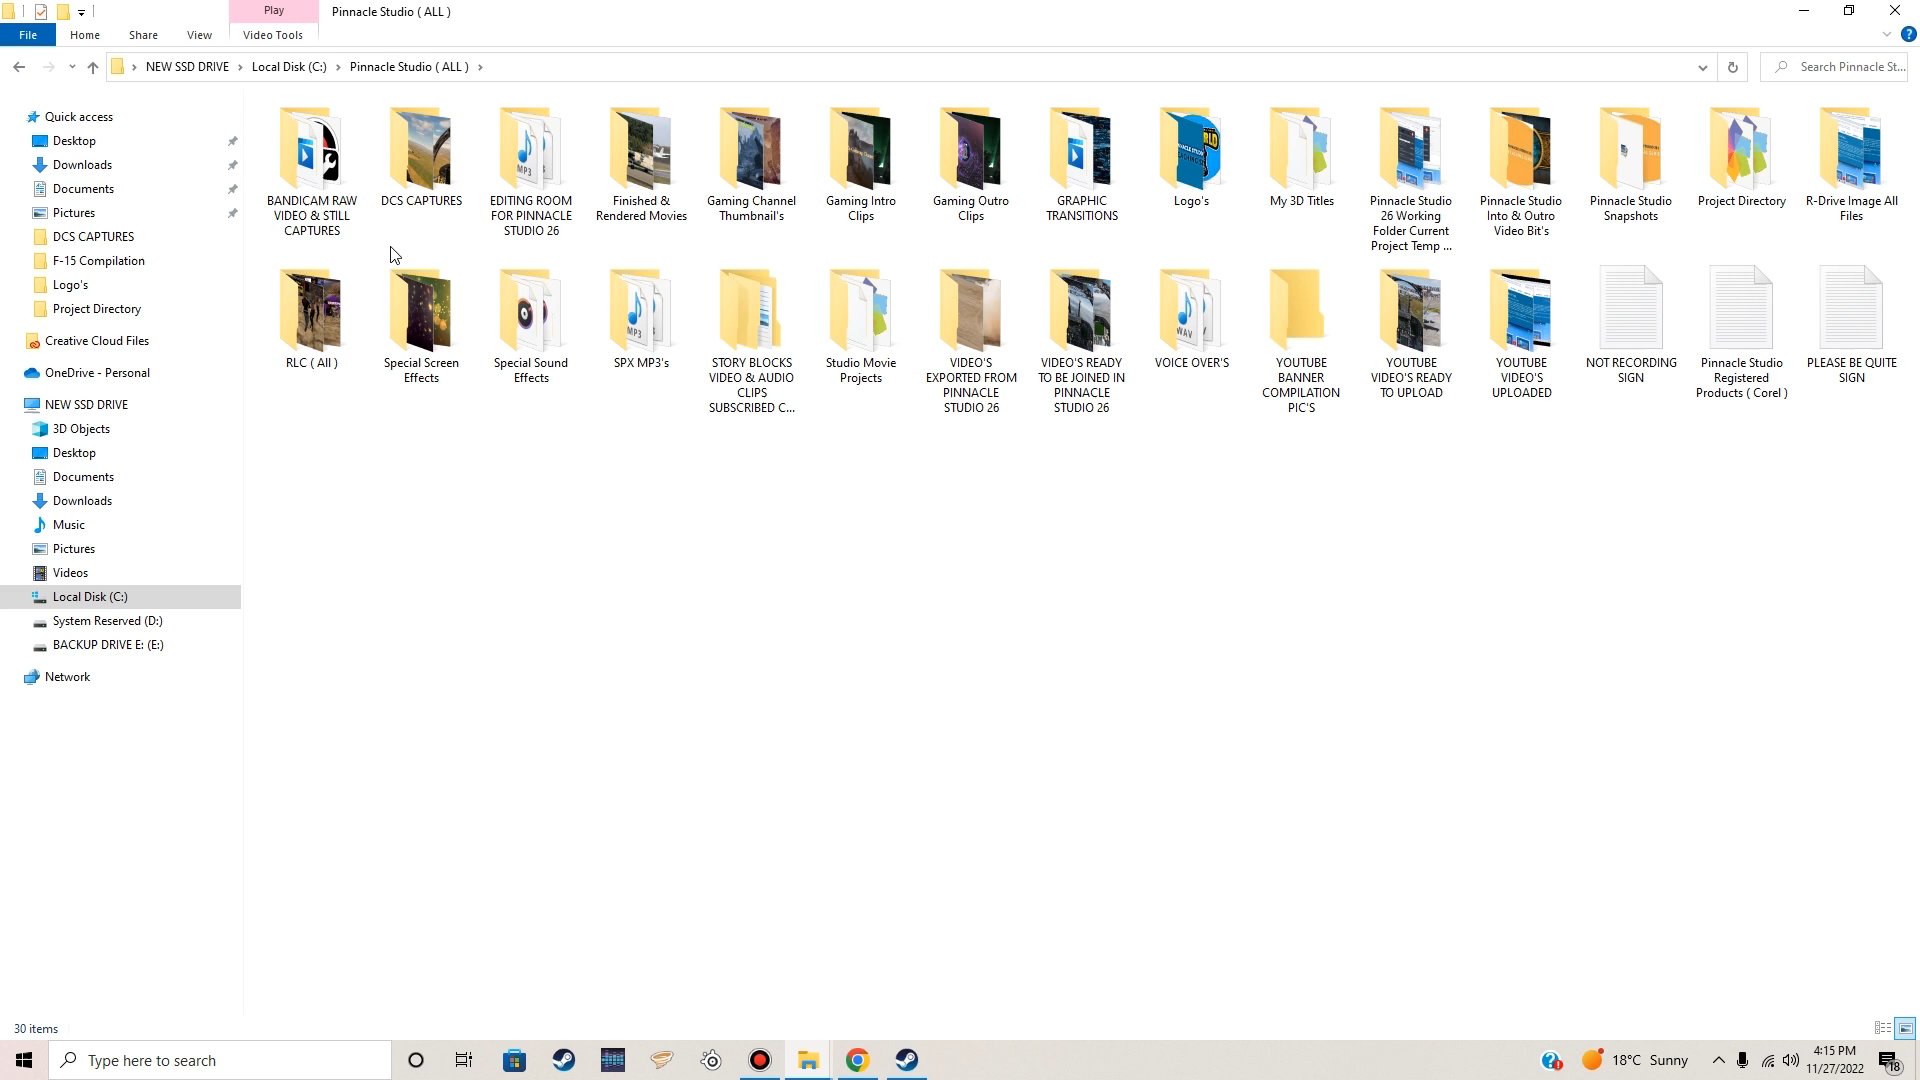 Play
Pinnacle Studio ( ALL )
File
Home
Share
View
Video Tools
NEW SSD DRIVE
Local Disk (C:)
Pinnacle Studio ( ALL )
Search Pinnacle St...
Quick access
Desktop
Downloads
Documents
Pictures
DCS CAPTURES
F-15 Compilation
Logo's
Project Directory
Creative Cloud Files
OneDrive - Personal
NEW SSD DRIVE
3D Objects
Desktop
Documents
Downloads
Music
Pictures
Videos
Local Disk (C:)
System Reserved (D:)
BACKUP DRIVE E: (E:)
Network
BANDICAM RAW
VIDEO & STILL
CAPTURES
DCS CAPTURES
MP3
EDITING ROOM
FOR PINNACLE
STUDIO 26
Finished &
Rendered Movies
Gaming Channel
Thumbnail's
Gaming Intro
Clips
Gaming Outro
Clips
GRAPHIC
TRANSITIONS
Logo's
My 3D Titles
Pinnacle Studio
26 Working
Folder Current
Project Temp ...
Pinnacle Studio
Into & Outro
Video Bit's
Pinnacle Studio
Snapshots
Project Directory
R-Drive Image All
Files
RLC ( All )
Special Screen
Effects
Special Sound
Effects
MP3
SPX MP3's
STORY BLOCKS
VIDEO & AUDIO
CLIPS
SUBSCRIBED C...
Studio Movie
Projects
VIDEO'S
EXPORTED FROM
PINNACLE
STUDIO 26
VIDEO'S READY
TO BE JOINED IN
PINNACLE
STUDIO 26
WAV
VOICE OVER'S
YOUTUBE
BANNER
COMPILATION
PIC'S
YOUTUBE
VIDEO'S READY
TO UPLOAD
YOUTUBE
VIDEO'S
UPLOADED
NOT RECORDING
SIGN
Pinnacle Studio
Registered
Products ( Corel )
PLEASE BE QUITE
SIGN
30 items
Type here to search
18°C Sunny
4:15 PM
11/27/2022
18